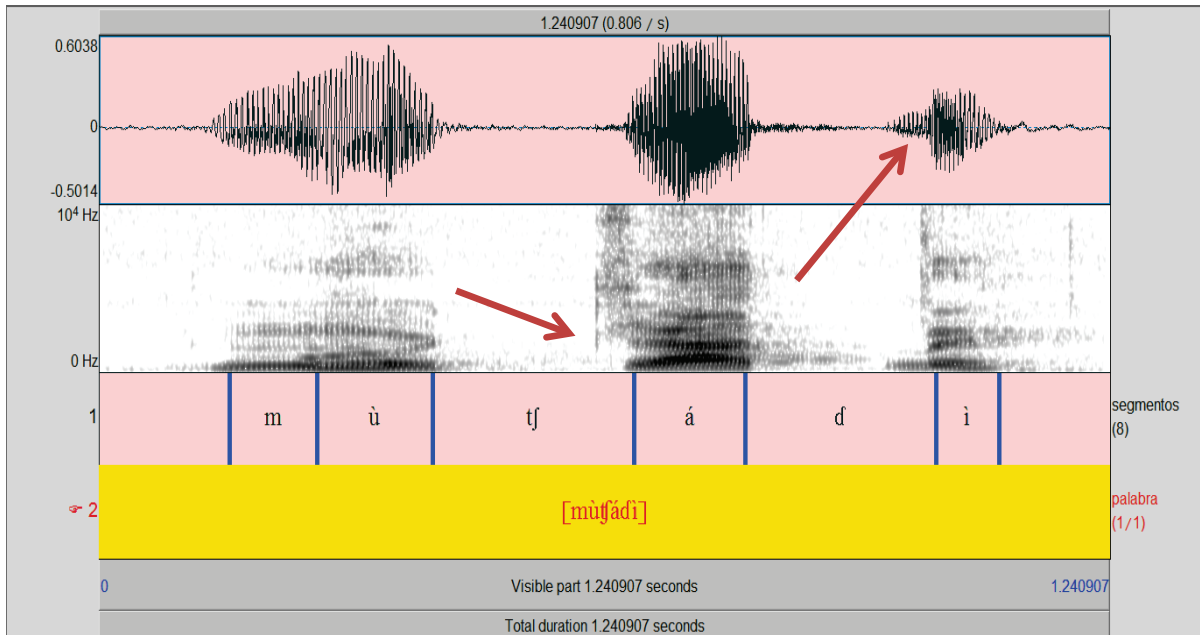 1.240907 (0.806 / s)
0.6038
0
-0.5014
10⁴ Hz
0 Hz
1 m ù tʃ á ɗ ì segmentos
(8)
☞ 2 [mùʧáɗì] palabra
(1/1)
0 Visible part 1.240907 seconds 1.240907
Total duration 1.240907 seconds